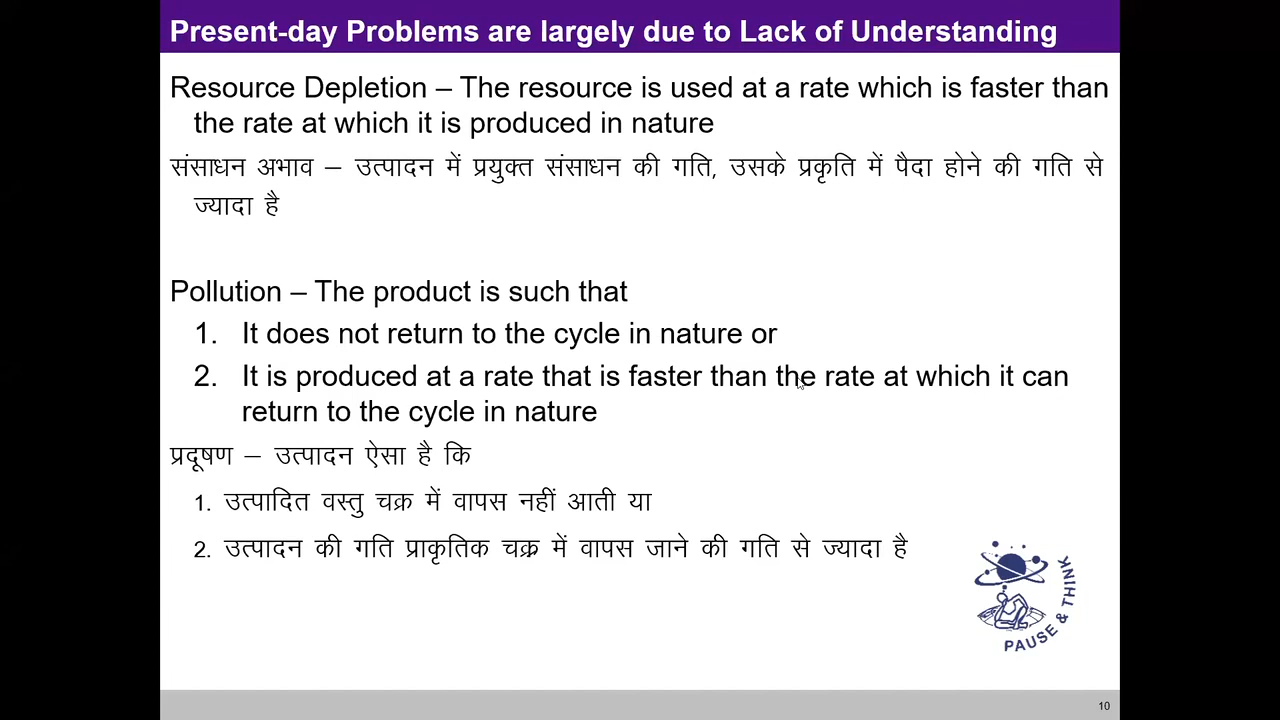 Present-day Problems are largely due to Lack of Understanding
Resource Depletion – The resource is used at a rate which is faster than
the rate at which it is produced in nature
संसाधन अभाव – उत्पादन में प्रयुक्त संसाधन की गति, उसके प्रकृति में पैदा होने की गति से
ज्यादा है
Pollution – The product is such that
1. It does not return to the cycle in nature or
2. It is produced at a rate that is faster than the rate at which it can
return to the cycle in nature
प्रदूषण – उत्पादन ऐसा है कि
1. उत्पादित वस्तु चक्र में वापस नहीं आती या
2. उत्पादन की गति प्राकृतिक चक्र में वापस जाने की गति से ज्यादा है
PAUSE & THINK
10